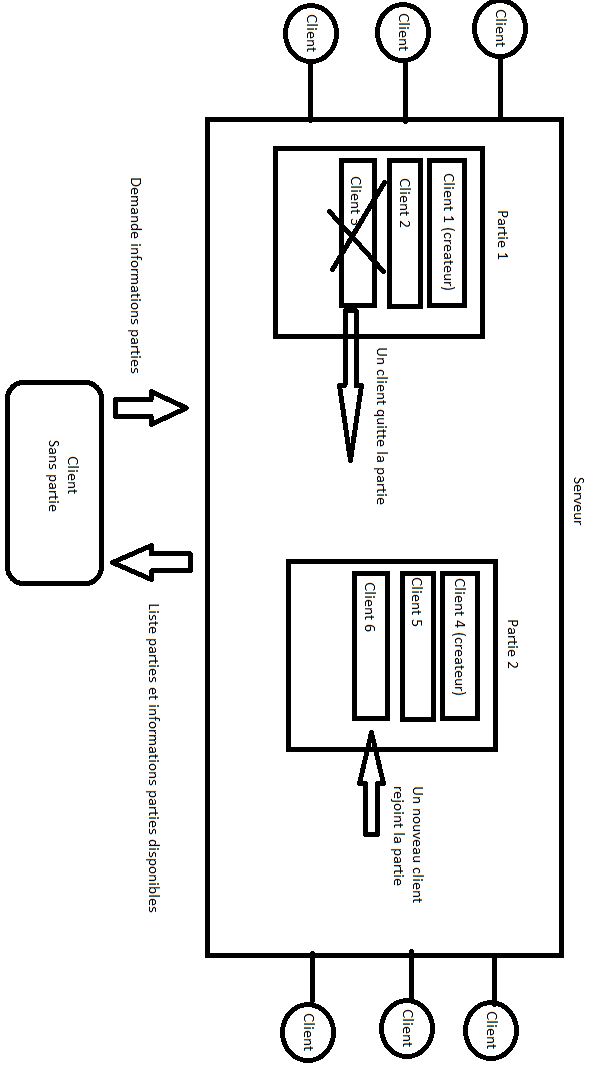 Serveur
Partie 1
Client 1 (createur)
Client 2
Client 3
Un client quitte la partie
Partie 2
Client 4 (createur)
Client 5
Client 6
Un nouveau client
rejoint la partie
Client
Client
Client
Client
Client
Client
Demande informations parties
Liste parties et informations parties disponibles
Client
Sans partie